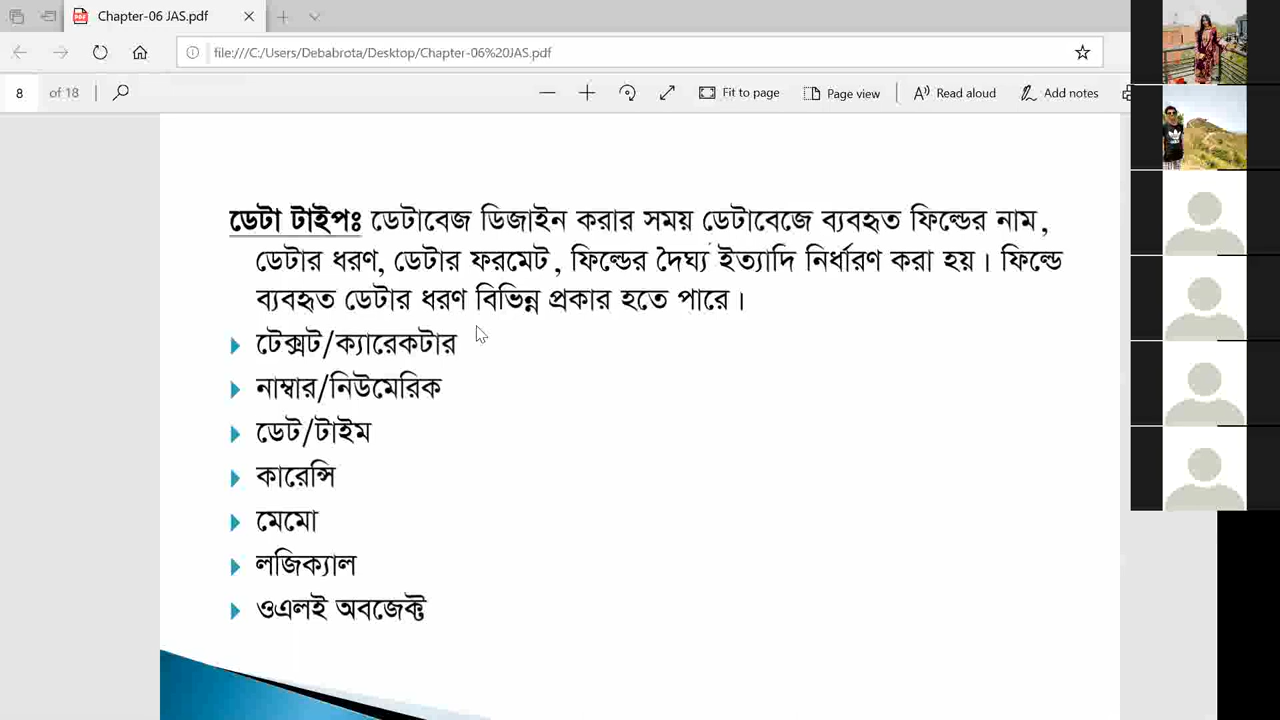 Chapter-06 JAS.pdf
file:///C:/Users/Debabrota/Desktop/Chapter-06%20JAS.pdf
8 of 18 Fit to page Page view Read aloud Add notes
ডেটা টাইপঃ ডেটাবেজ ডিজাইন করার সময় ডেটাবেজে ব্যবহৃত ফিল্ডের নাম,
ডেটার ধরণ, ডেটার ফরমেট, ফিল্ডের দৈঘ্য ইত্যাদি নির্ধারণ করা হয়। ফিল্ডে
ব্যবহৃত ডেটার ধরণ বিভিন্ন প্রকার হতে পারে।
টেক্সট/ক্যারেকটার
নাম্বার/নিউমেরিক
ডেট/টাইম
কারেন্সি
মেমো
লজিক্যাল
ওএলই অবজেক্ট